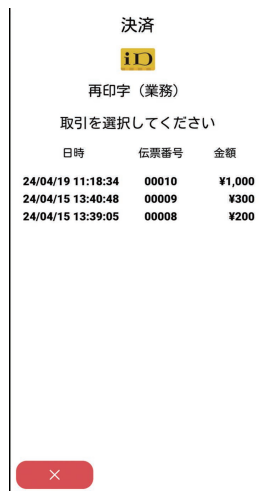 決済
iD
再印字（業務）
取引を選択してください
日時 伝票番号 金額
24/04/19 11:18:34 00010 ¥1,000
24/04/15 13:40:48 00009 ¥300
24/04/15 13:39:05 00008 ¥200
×